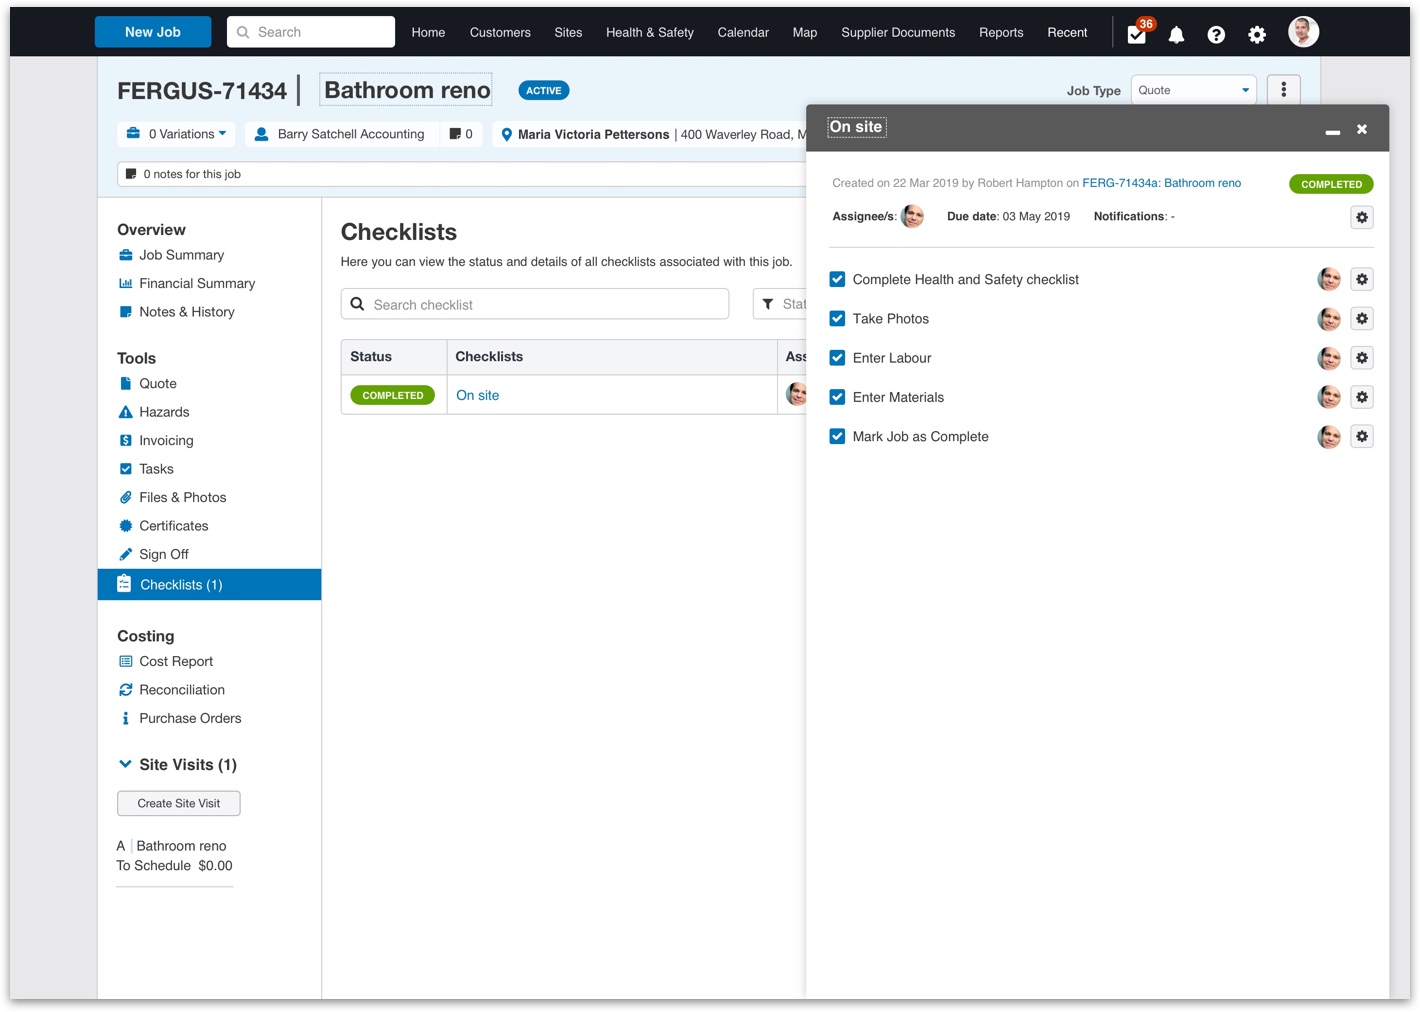 New Job
Search
Home
Customers
Sites
Health & Safety
Calendar
Map
Supplier Documents
Reports
Recent
36
FERGUS-71434
Bathroom reno
ACTIVE
Job Type
Quote
0 Variations
Barry Satchell Accounting
0
Maria Victoria Pettersons | 400 Waverley Road, M
0 notes for this job
Overview
Job Summary
Financial Summary
Notes & History
Tools
Quote
Hazards
Invoicing
Tasks
Files & Photos
Certificates
Sign Off
Checklists (1)
Costing
Cost Report
Reconciliation
Purchase Orders
Site Visits (1)
Create Site Visit
A Bathroom reno
To Schedule $0.00
Checklists
Here you can view the status and details of all checklists associated with this job.
Search checklist
Stat
Status
Checklists
Ass
COMPLETED
On site
On site
Created on 22 Mar 2019 by Robert Hampton on FERG-71434a: Bathroom reno
COMPLETED
Assignee/s:
Due date: 03 May 2019
Notifications: -
Complete Health and Safety checklist
Take Photos
Enter Labour
Enter Materials
Mark Job as Complete